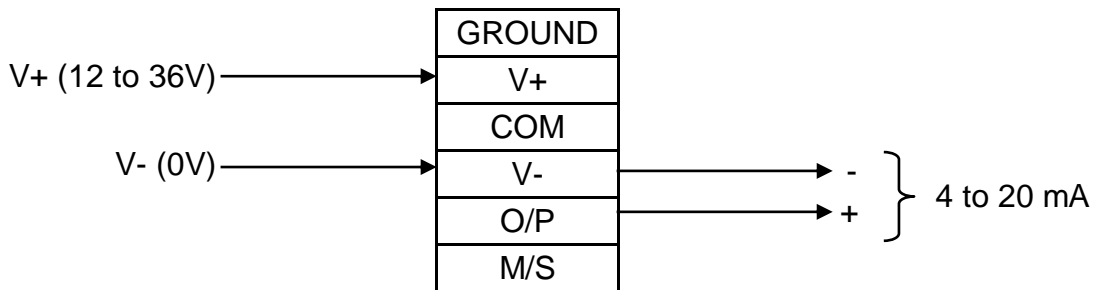 GROUND
V+ (12 to 36V)
V+
COM
V- (0V)
V-
-
4 to 20 mA
O/P
+
M/S